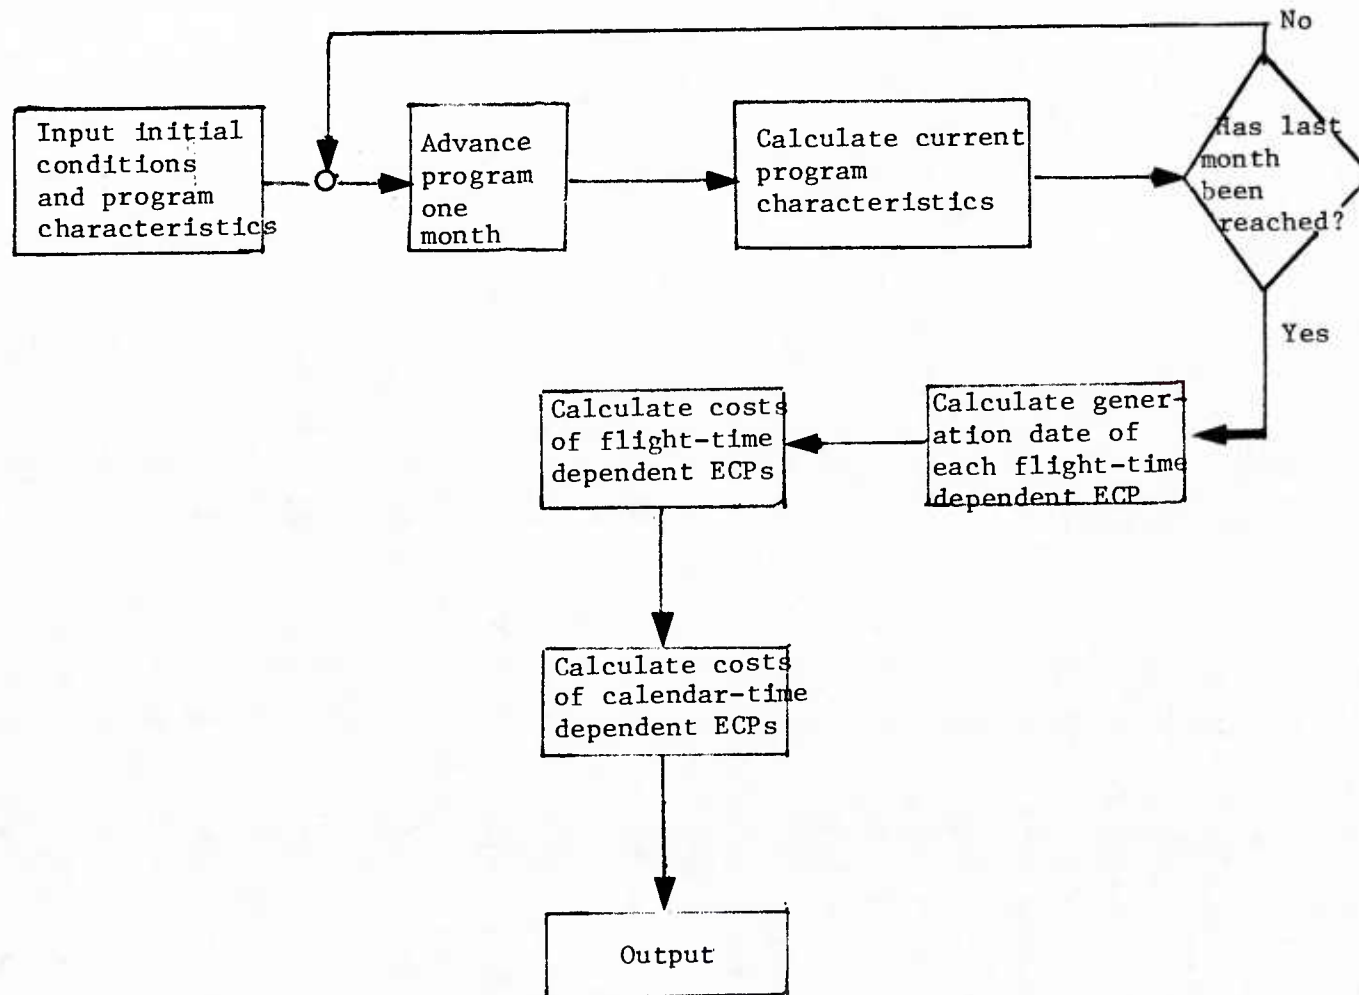 No
Input initial
conditions
and program
characteristics
Advance
program
one
month
Calculate current
program
characteristics
Has last
month
been
reached?
Yes
Calculate gener-
ation date of
each flight-time
dependent ECP
Calculate costs
of flight-time
dependent ECPs
Calculate costs
of calendar-time
dependent ECPs
Output